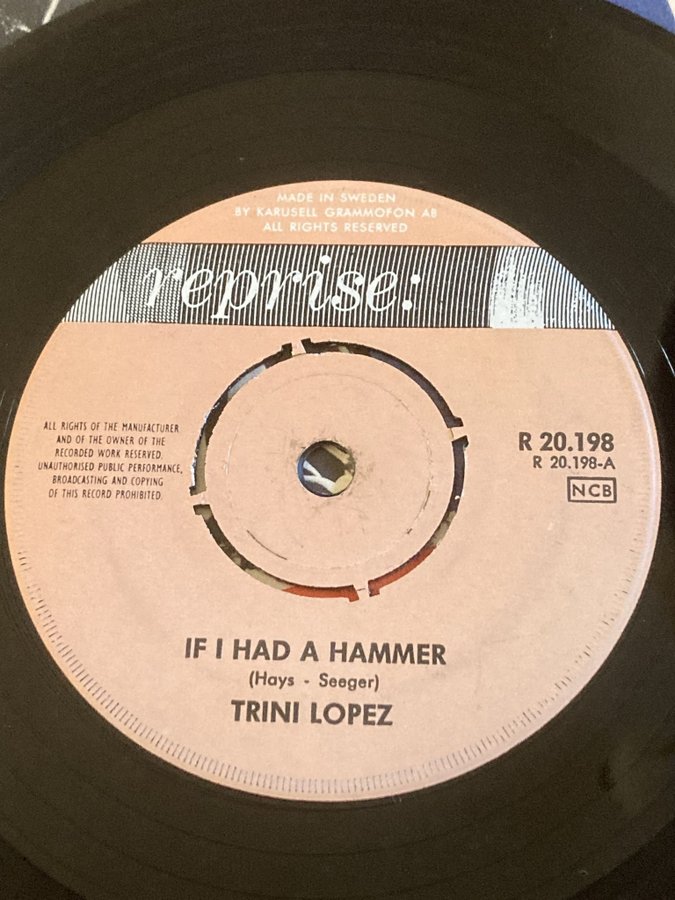 MADE IN SWEDEN
BY KARUSELL GRAMMOFON AB
ALL RIGHTS RESERVED
reprise:
ALL RIGHTS OF THE MANUFACTURER
AND OF THE OWNER OF THE
RECORDED WORK RESERVED.
UNAUTHORISED PUBLIC PERFORMANCE,
BROADCASTING AND COPYING
OF THIS RECORD PROHIBITED.
R 20.198
R 20.198-A
NCB
IF I HAD A HAMMER
(Hays - Seeger)
TRINI LOPEZ